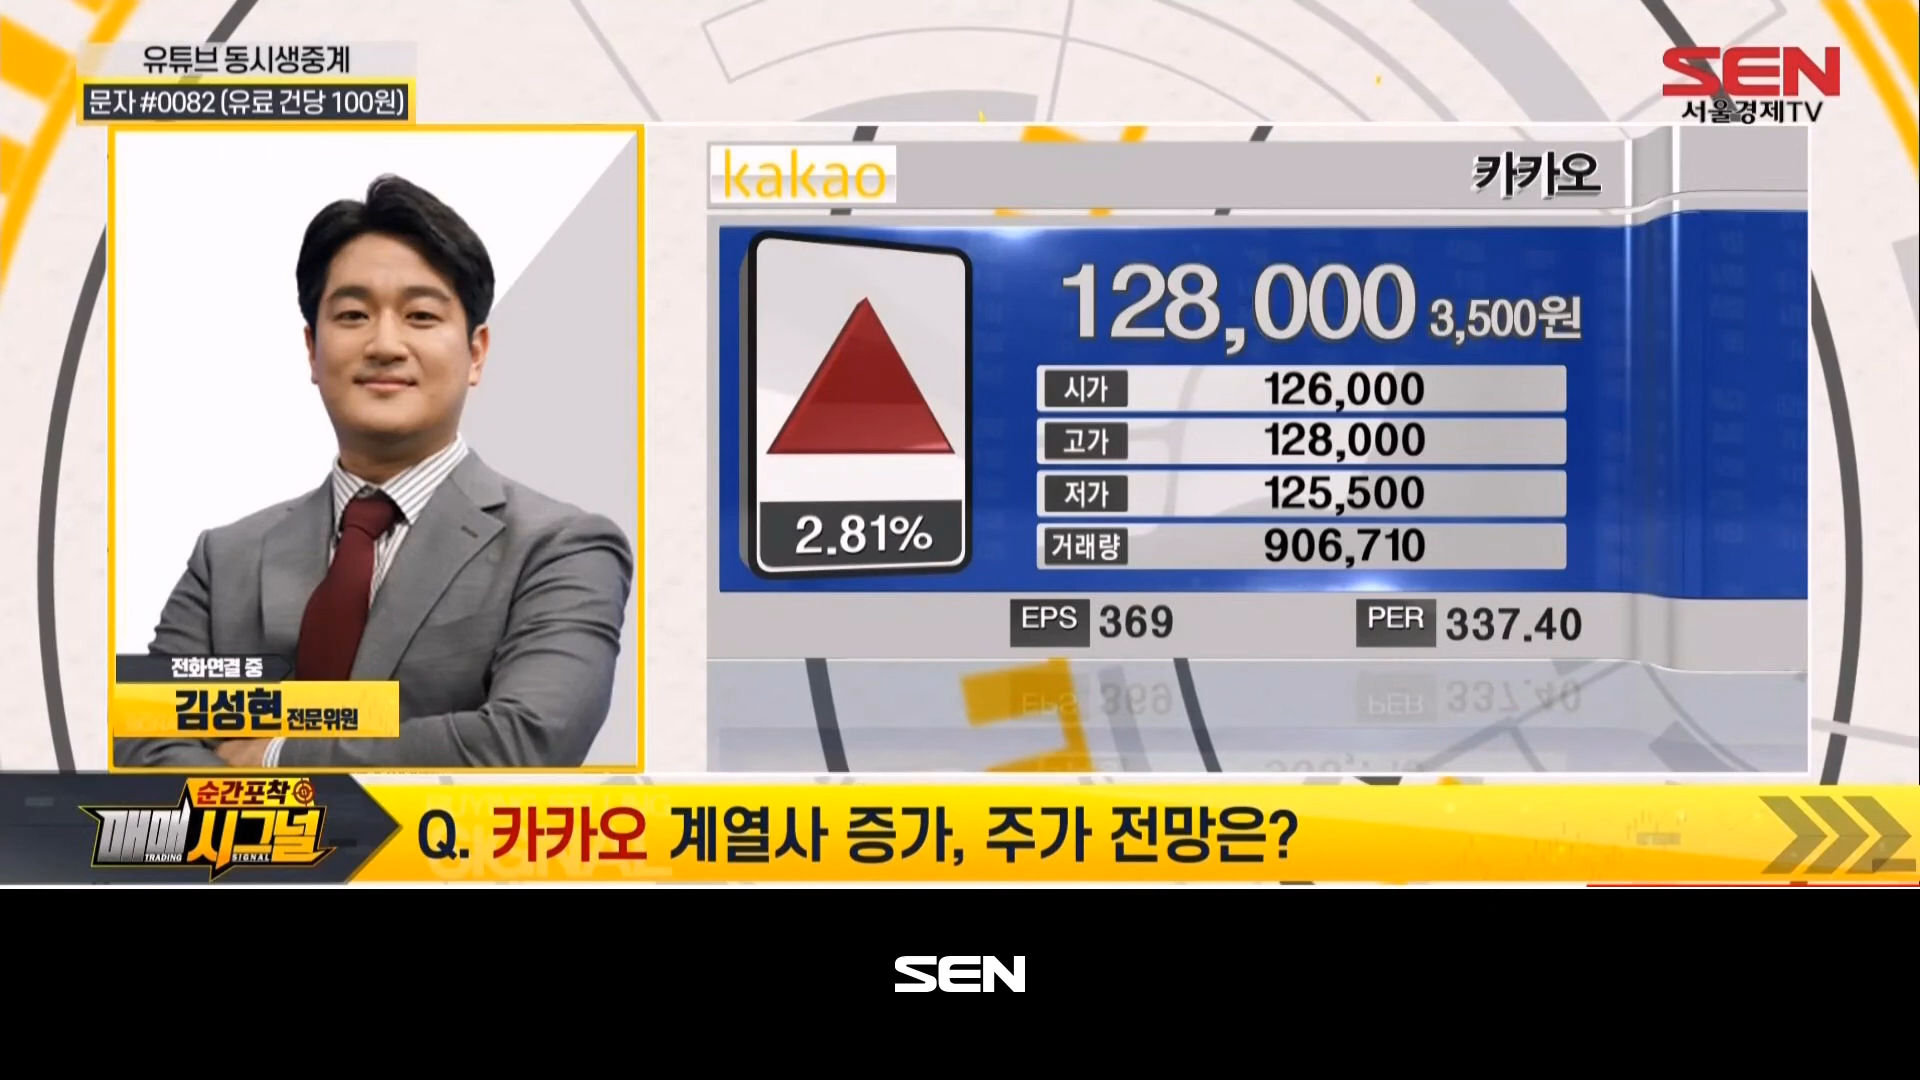 유튜브 동시생중계
문자 #0082 (유료 건당 100원)
SEN
서울경제TV
kakao
카카오
128,000 3,500원
시가 126,000
고가 128,000
저가 125,500
거래량 906,710
2.81%
EPS 369 PER 337.40
전화연결 중
김성현 전문위원
순간포착
매매 시그널
TRADING SIGNAL
Q. 카카오 계열사 증가, 주가 전망은?
SEN